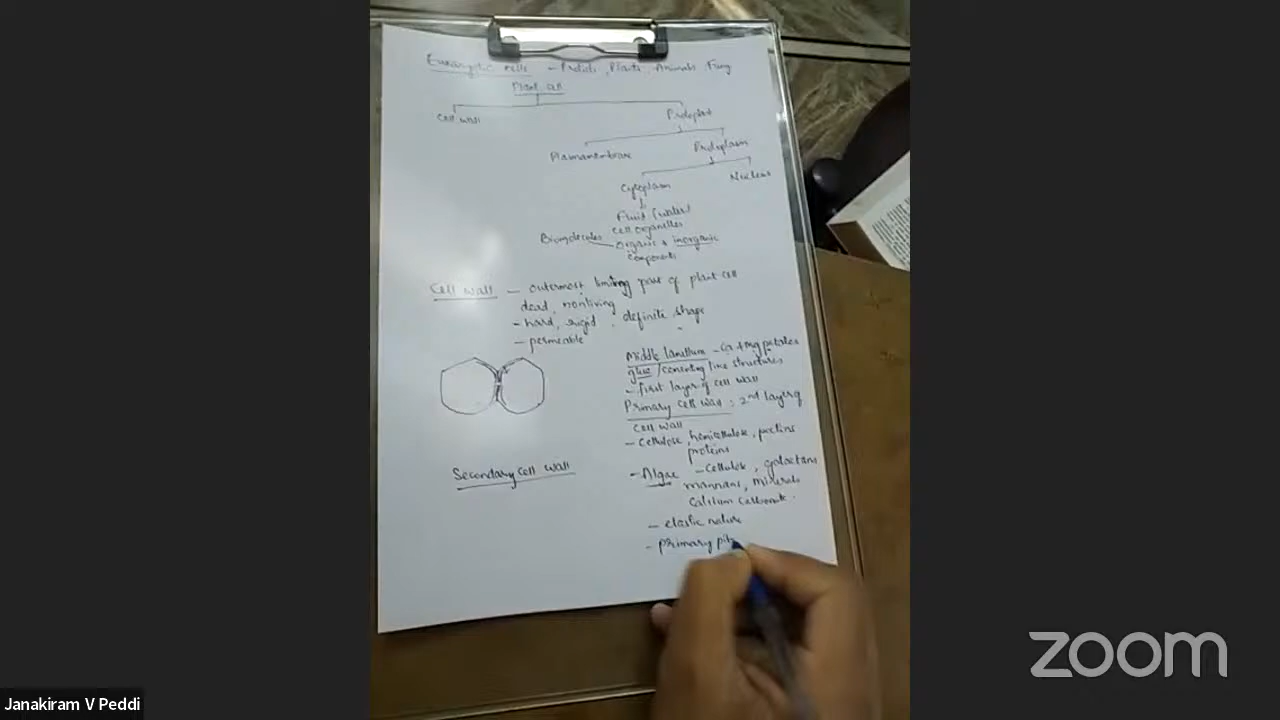 Eukaryotic cells - Protists, Plants, Animals, Fungi
Plant cell
Cell wall
Protoplast
Plasmamembrane
Protoplasm
Cytoplasm
Nucleus
Fluid (water)
cell organelles
Biomolecules
organic + inorganic
components
Cell wall - outermost limiting part of plant cell
dead, nonliving
- hard, rigid, definite shape
- permeable
Middle lamellum - Ca + Mg
glue/cementing like structures
- first layer of cell wall
Primary cell wall : 2nd layer of
cell wall
- cellulose, hemicellulose, pectins
proteins
- Algae - cellulose, galactans
mannans, minerals
calcium carbonate.
- elastic nature
- Primary pits
Secondary cell wall
zoom
Janakiram V Peddi